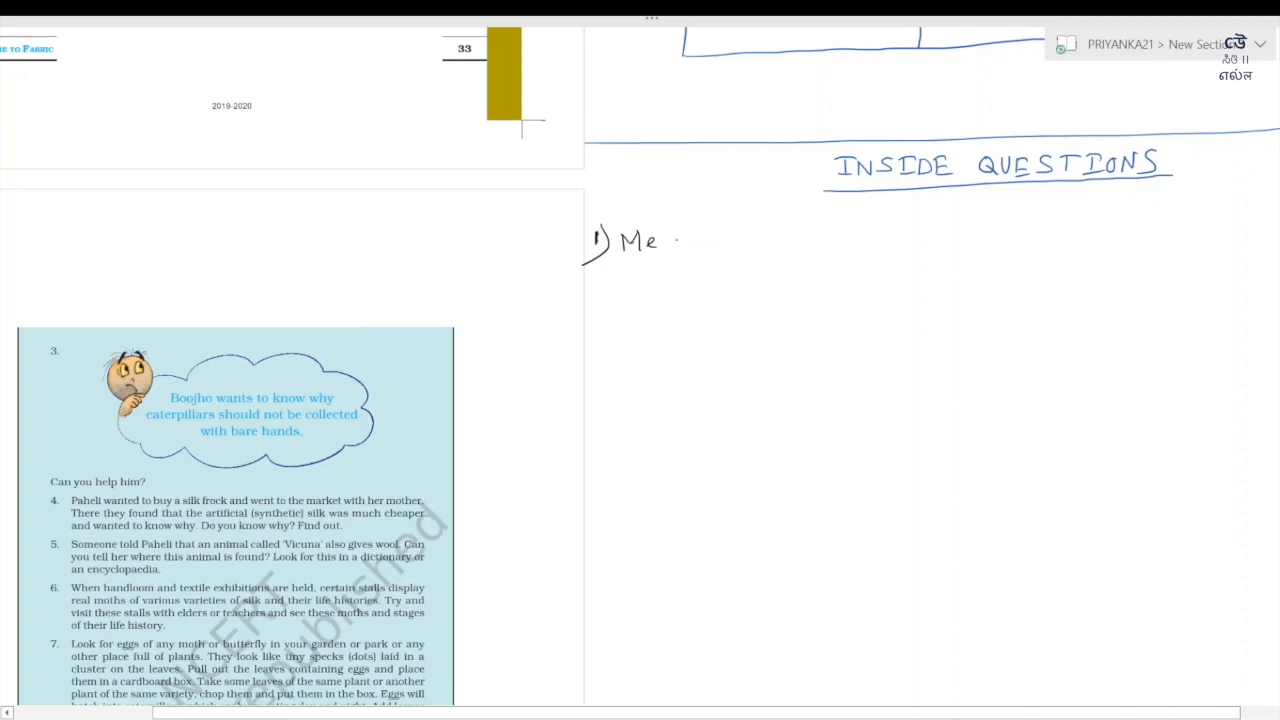 RE TO FABRIC
33
2019-2020
PRIYANKA21 > New Secti
எல்ல
INSIDE QUESTIONS
1) Me
3.
Boojho wants to know why
caterpillars should not be collected
with bare hands.
Can you help him?
4. Paheli wanted to buy a silk frock and went to the market with her mother.
There they found that the artificial (synthetic) silk was much cheaper
and wanted to know why. Do you know why? Find out.
5. Someone told Paheli that an animal called 'Vicuna' also gives wool. Can
you tell her where this animal is found? Look for this in a dictionary or
an encyclopaedia.
6. When handloom and textile exhibitions are held, certain stalls display
real moths of various varieties of silk and their life histories. Try and
visit these stalls with elders or teachers and see these moths and stages
of their life history.
7. Look for eggs of any moth or butterfly in your garden or park or any
other place full of plants. They look like tiny specks (dots) laid in a
cluster on the leaves. Pull out the leaves containing eggs and place
them in a cardboard box. Take some leaves of the same plant or another
plant of the same variety, chop them and put them in the box. Eggs will
NCERT
republished